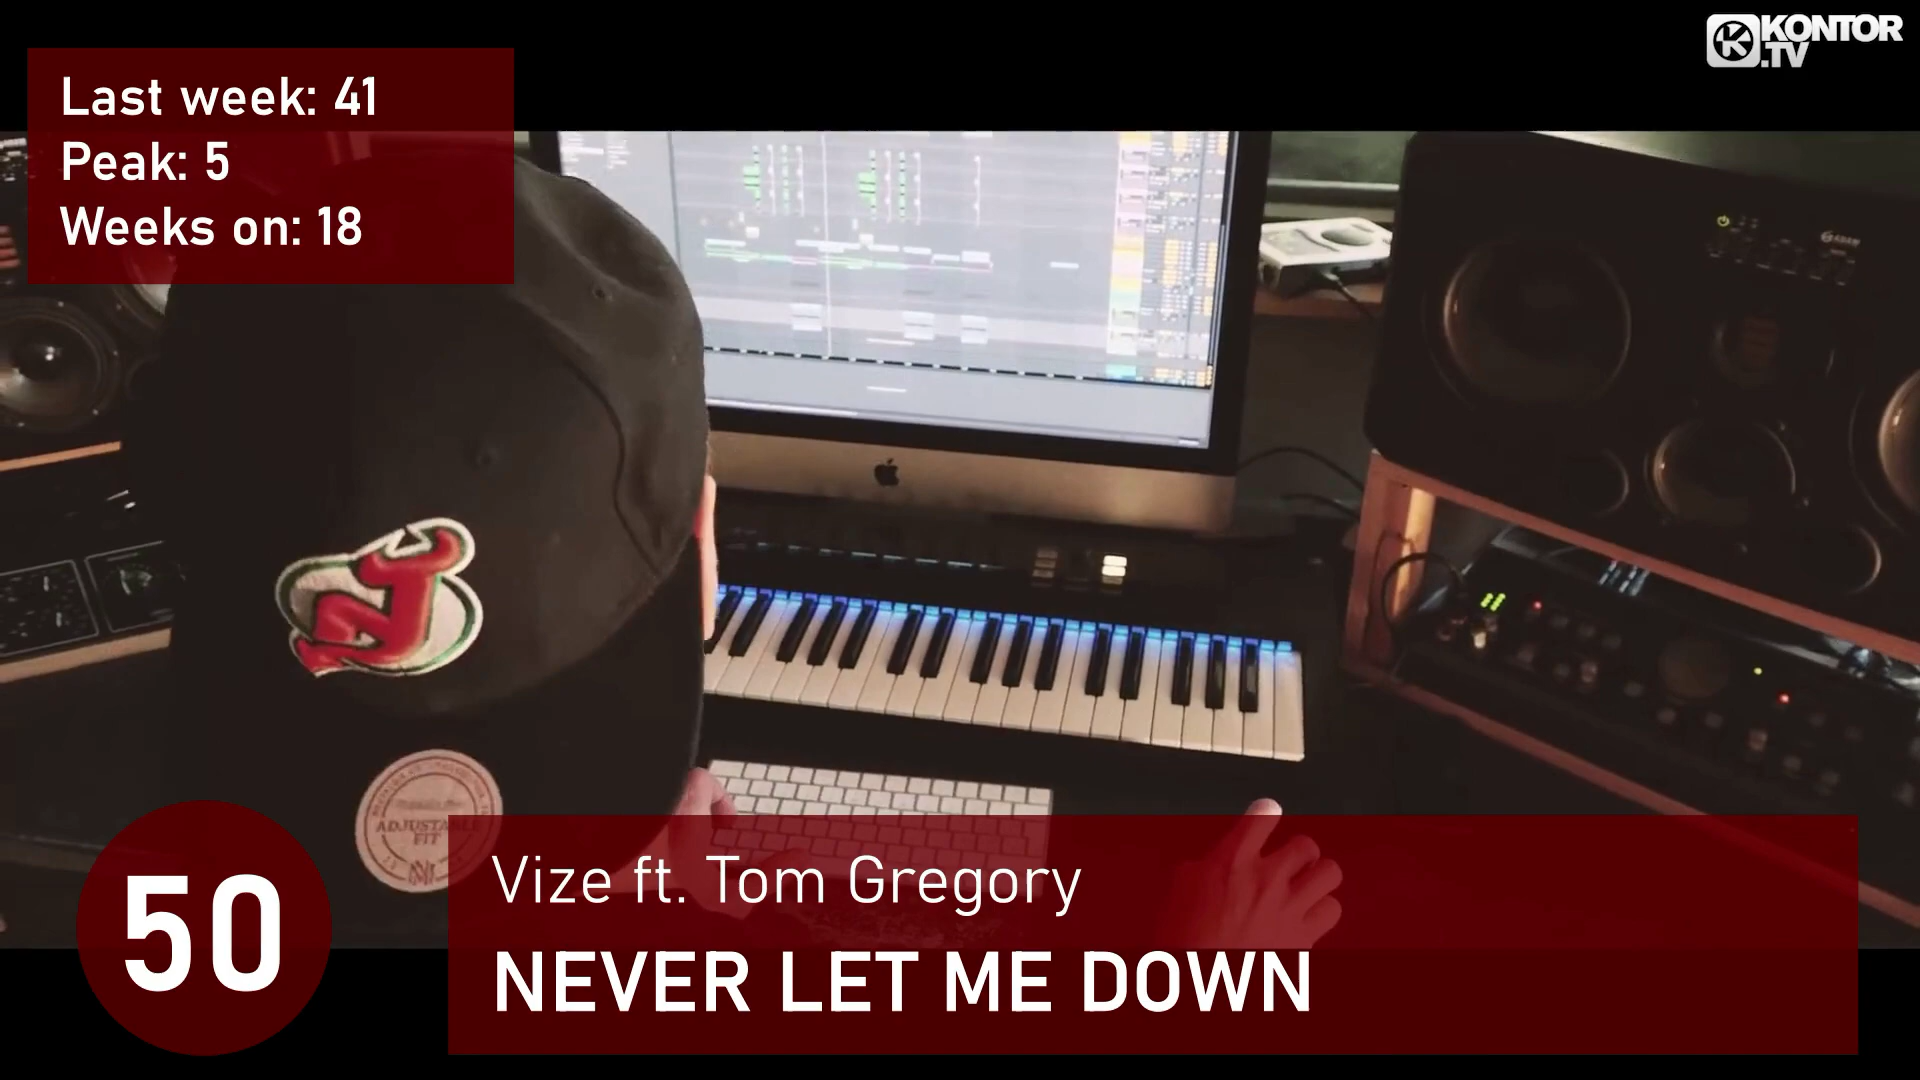 KONTOR
.TV
Last week: 41
Peak: 5
Weeks on: 18
NJ
ADJUSTABLE
FIT
50
Vize ft. Tom Gregory
NEVER LET ME DOWN